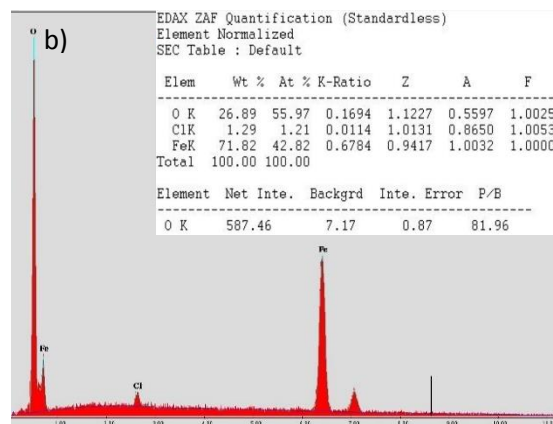 EDAX ZAF Quantification (Standardless)
Element Normalized
SEC Table : Default
Elem Wt % At % K-Ratio Z A F
O K 26.89 55.97 0.1694 1.1227 0.5597 1.0025
ClK 1.29 1.21 0.0114 1.0131 0.8650 1.0053
FeK 71.82 42.82 0.6784 0.9417 1.0032 1.0000
Total 100.00 100.00
Element Net Inte. Backgrd Inte. Error P/B
O K 587.46 7.17 0.87 81.96
O
b)
Fe
Fe
Cl